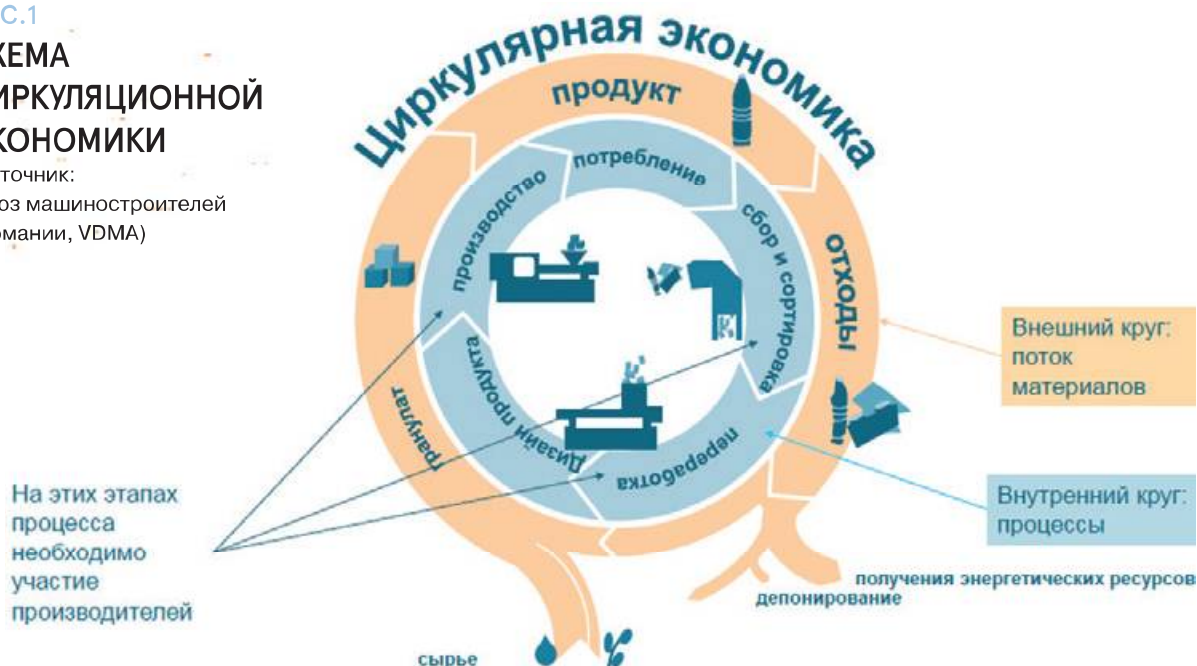 С.1
ХЕМА
ИРКУЛЯЦИОННОЙ
КОНОМИКИ
точник:
оз машиностроителей
рмании, VDMA)
Циркулярная экономика
продукт
потребление
производство
сбор и сортировка
отходы
Внешний круг:
поток
материалов
гранулат
Дизайн продукта
переработка
На этих этапах
процесса
необходимо
участие
производителей
Внутренний круг:
процессы
получения энергетических ресурсов
депонирование
сырье